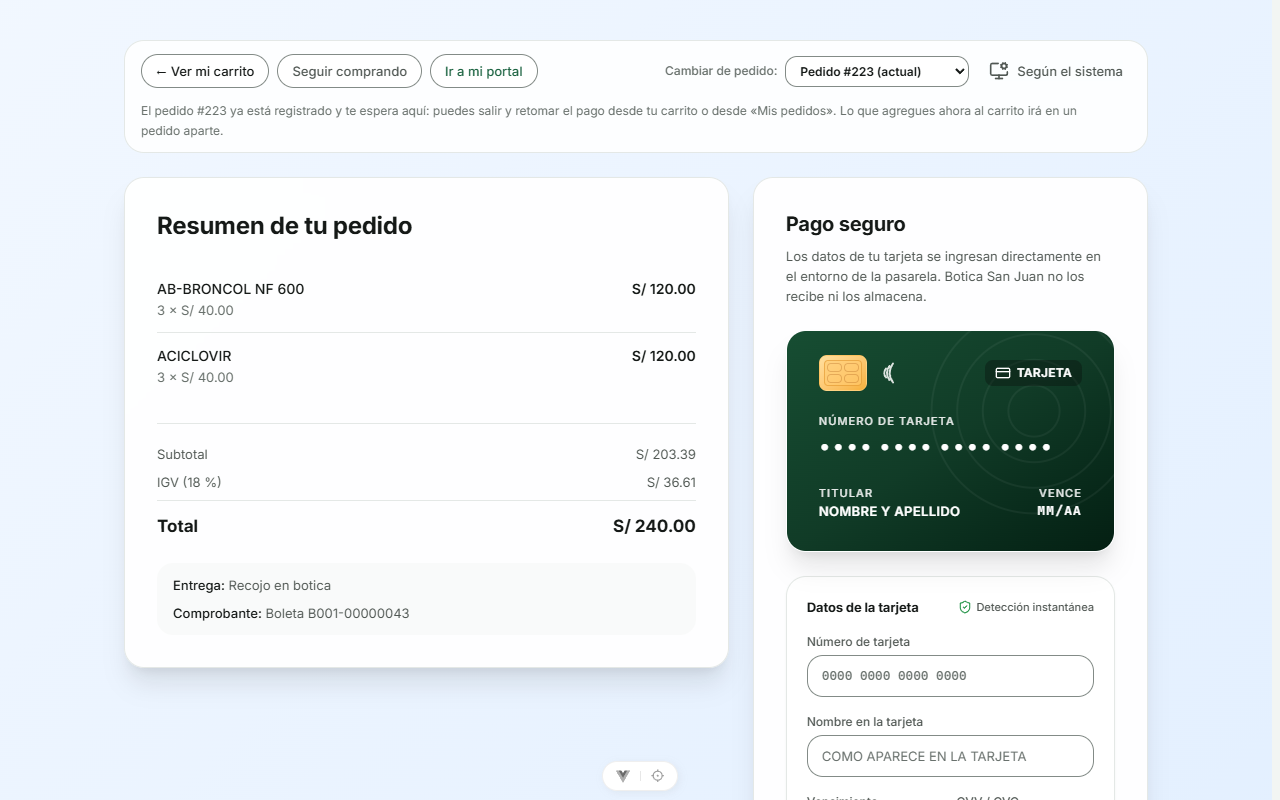 ← Ver mi carrito
Seguir comprando
Ir a mi portal
Cambiar de pedido:
Pedido #223 (actual)
Según el sistema
El pedido #223 ya está registrado y te espera aquí: puedes salir y retomar el pago desde tu carrito o desde «Mis pedidos». Lo que agregues ahora al carrito irá en un
pedido aparte.
Resumen de tu pedido
AB-BRONCOL NF 600
S/ 120.00
3 × S/ 40.00
ACICLOVIR
S/ 120.00
3 × S/ 40.00
Subtotal
S/ 203.39
IGV (18 %)
S/ 36.61
Total
S/ 240.00
Entrega: Recojo en botica
Comprobante: Boleta B001-00000043
Pago seguro
Los datos de tu tarjeta se ingresan directamente en
el entorno de la pasarela. Botica San Juan no los
recibe ni los almacena.
TARJETA
NÚMERO DE TARJETA
•••• •••• •••• ••••
TITULAR
VENCE
NOMBRE Y APELLIDO
MM/AA
Datos de la tarjeta
Detección instantánea
Número de tarjeta
0000 0000 0000 0000
Nombre en la tarjeta
COMO APARECE EN LA TARJETA
Vencimiento
CVV / CVC